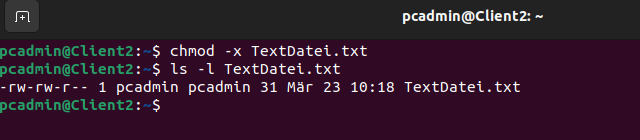 pcadmin@Client2: ~
pcadmin@Client2:~$ chmod -x TextDatei.txt
pcadmin@Client2:~$ ls -l TextDatei.txt
-rw-rw-r-- 1 pcadmin pcadmin 31 Mär 23 10:18 TextDatei.txt
pcadmin@Client2:~$